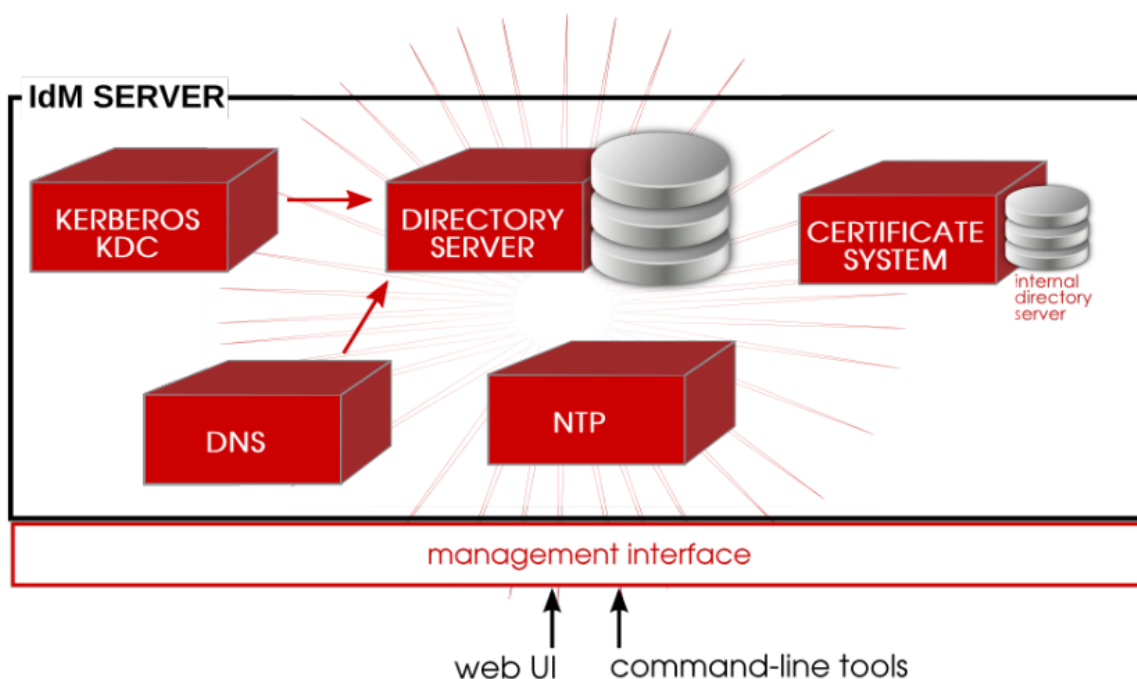 IdM SERVER
KERBEROS
KDC
DIRECTORY
SERVER
CERTIFICATE
SYSTEM
internal
directory
server
DNS
NTP
management interface
web UI
command-line tools